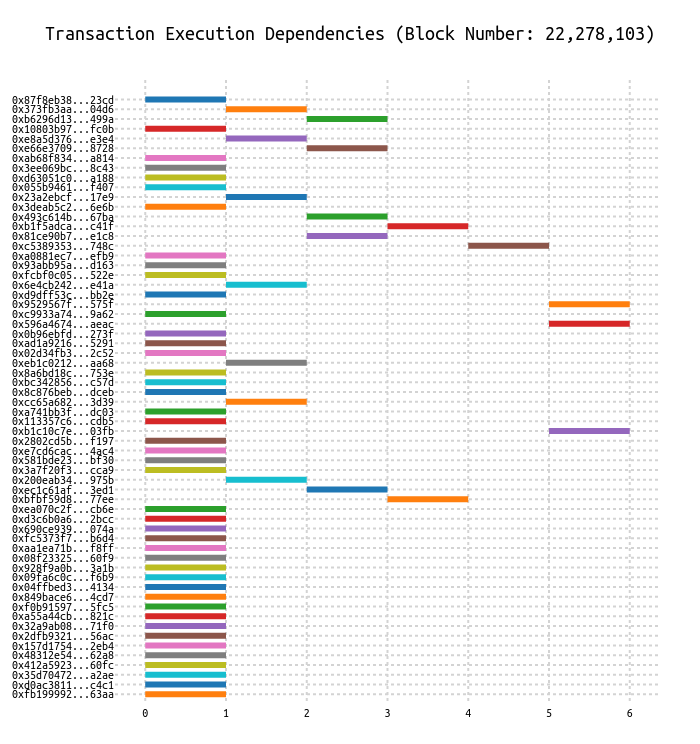 Transaction Execution Dependencies (Block Number: 22,278,103)
0x87f8eb38...23cd
0x373fb3aa...04d6
0xb6296d13...499a
0x10803b97...fc0b
0xe8a5d376...e3e4
0xe66e3709...8728
0xab68f834...a814
0x3ee069bc...8c43
0xd63051c0...a188
0x055b9461...f407
0x23a2ebcf...17e9
0x3deab5c2...6e6b
0x493c614b...67ba
0xb1f5adca...c41f
0x81ce90b7...e1c8
0xc5389353...748c
0xa0881ec7...efb9
0x93abb95a...d163
0xfcbf0c05...522e
0x6e4cb242...e41a
0xd9dff53c...bb2e
0x9529567f...575f
0xc9933a74...9a62
0x596a4674...aeac
0x0b96ebfd...273f
0xad1a9216...5291
0x02d34fb3...2c52
0xeb1c0212...aa68
0x8a6bd18c...753e
0xbc342856...c57d
0x8c876beb...dceb
0xcc65a682...3d39
0xa741bb3f...dc03
0x113357c6...cdb5
0xb1c10c7e...03fb
0x2802cd5b...f197
0xe7cd6cac...4ac4
0x581bde23...bf30
0x3a7f20f3...cca9
0x200eab34...975b
0xec1c61af...3ed1
0xbfbf59d8...77ee
0xea070c2f...cb6e
0xd3c6b0a6...2bcc
0x690ce939...074a
0xfc5373f7...b6d4
0xaa1ea71b...f8ff
0x08f23325...60f9
0x928f9a0b...3a1b
0x09fa6c0c...f6b9
0x04ffbed3...4134
0x849bace6...4cd7
0xf0b91597...5fc5
0xa55a44cb...821c
0x32a9ab08...71f0
0x2dfb9321...56ac
0x157d1754...2eb4
0x48312e54...62a8
0x412a5923...60fc
0x35d70472...a2ae
0xd0ac3811...c4c1
0xfb199992...63aa
0 1 2 3 4 5 6